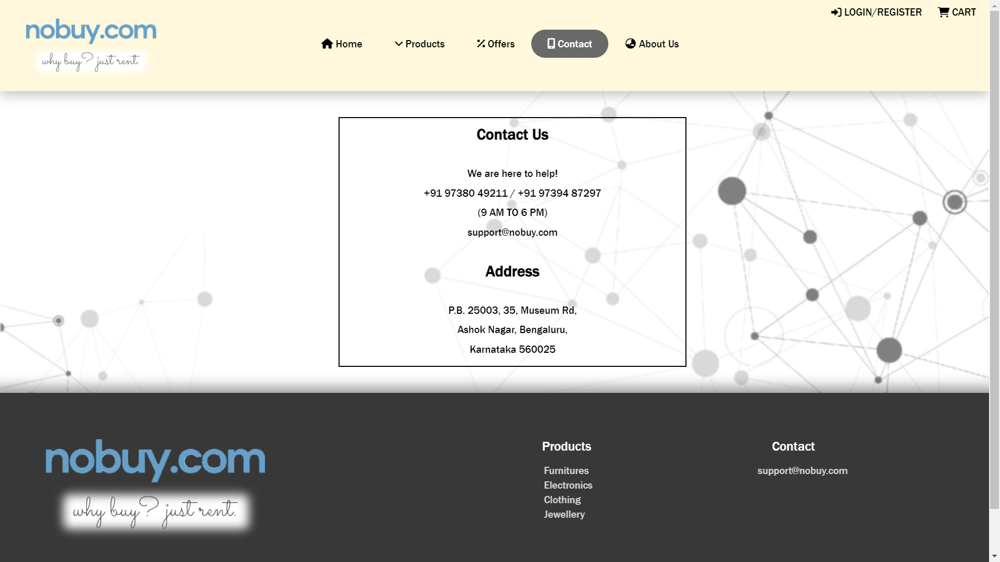 LOGIN/REGISTER CART
nobuy.com
why buy? just rent.
Home Products Offers Contact About Us
Contact Us
We are here to help!
+91 97380 49211 / +91 97394 87297
(9 AM TO 6 PM)
support@nobuy.com
Address
P.B. 25003, 35, Museum Rd,
Ashok Nagar, Bengaluru,
Karnataka 560025
nobuy.com
why buy? just rent.
Products
Furnitures
Electronics
Clothing
Jewellery
Contact
support@nobuy.com